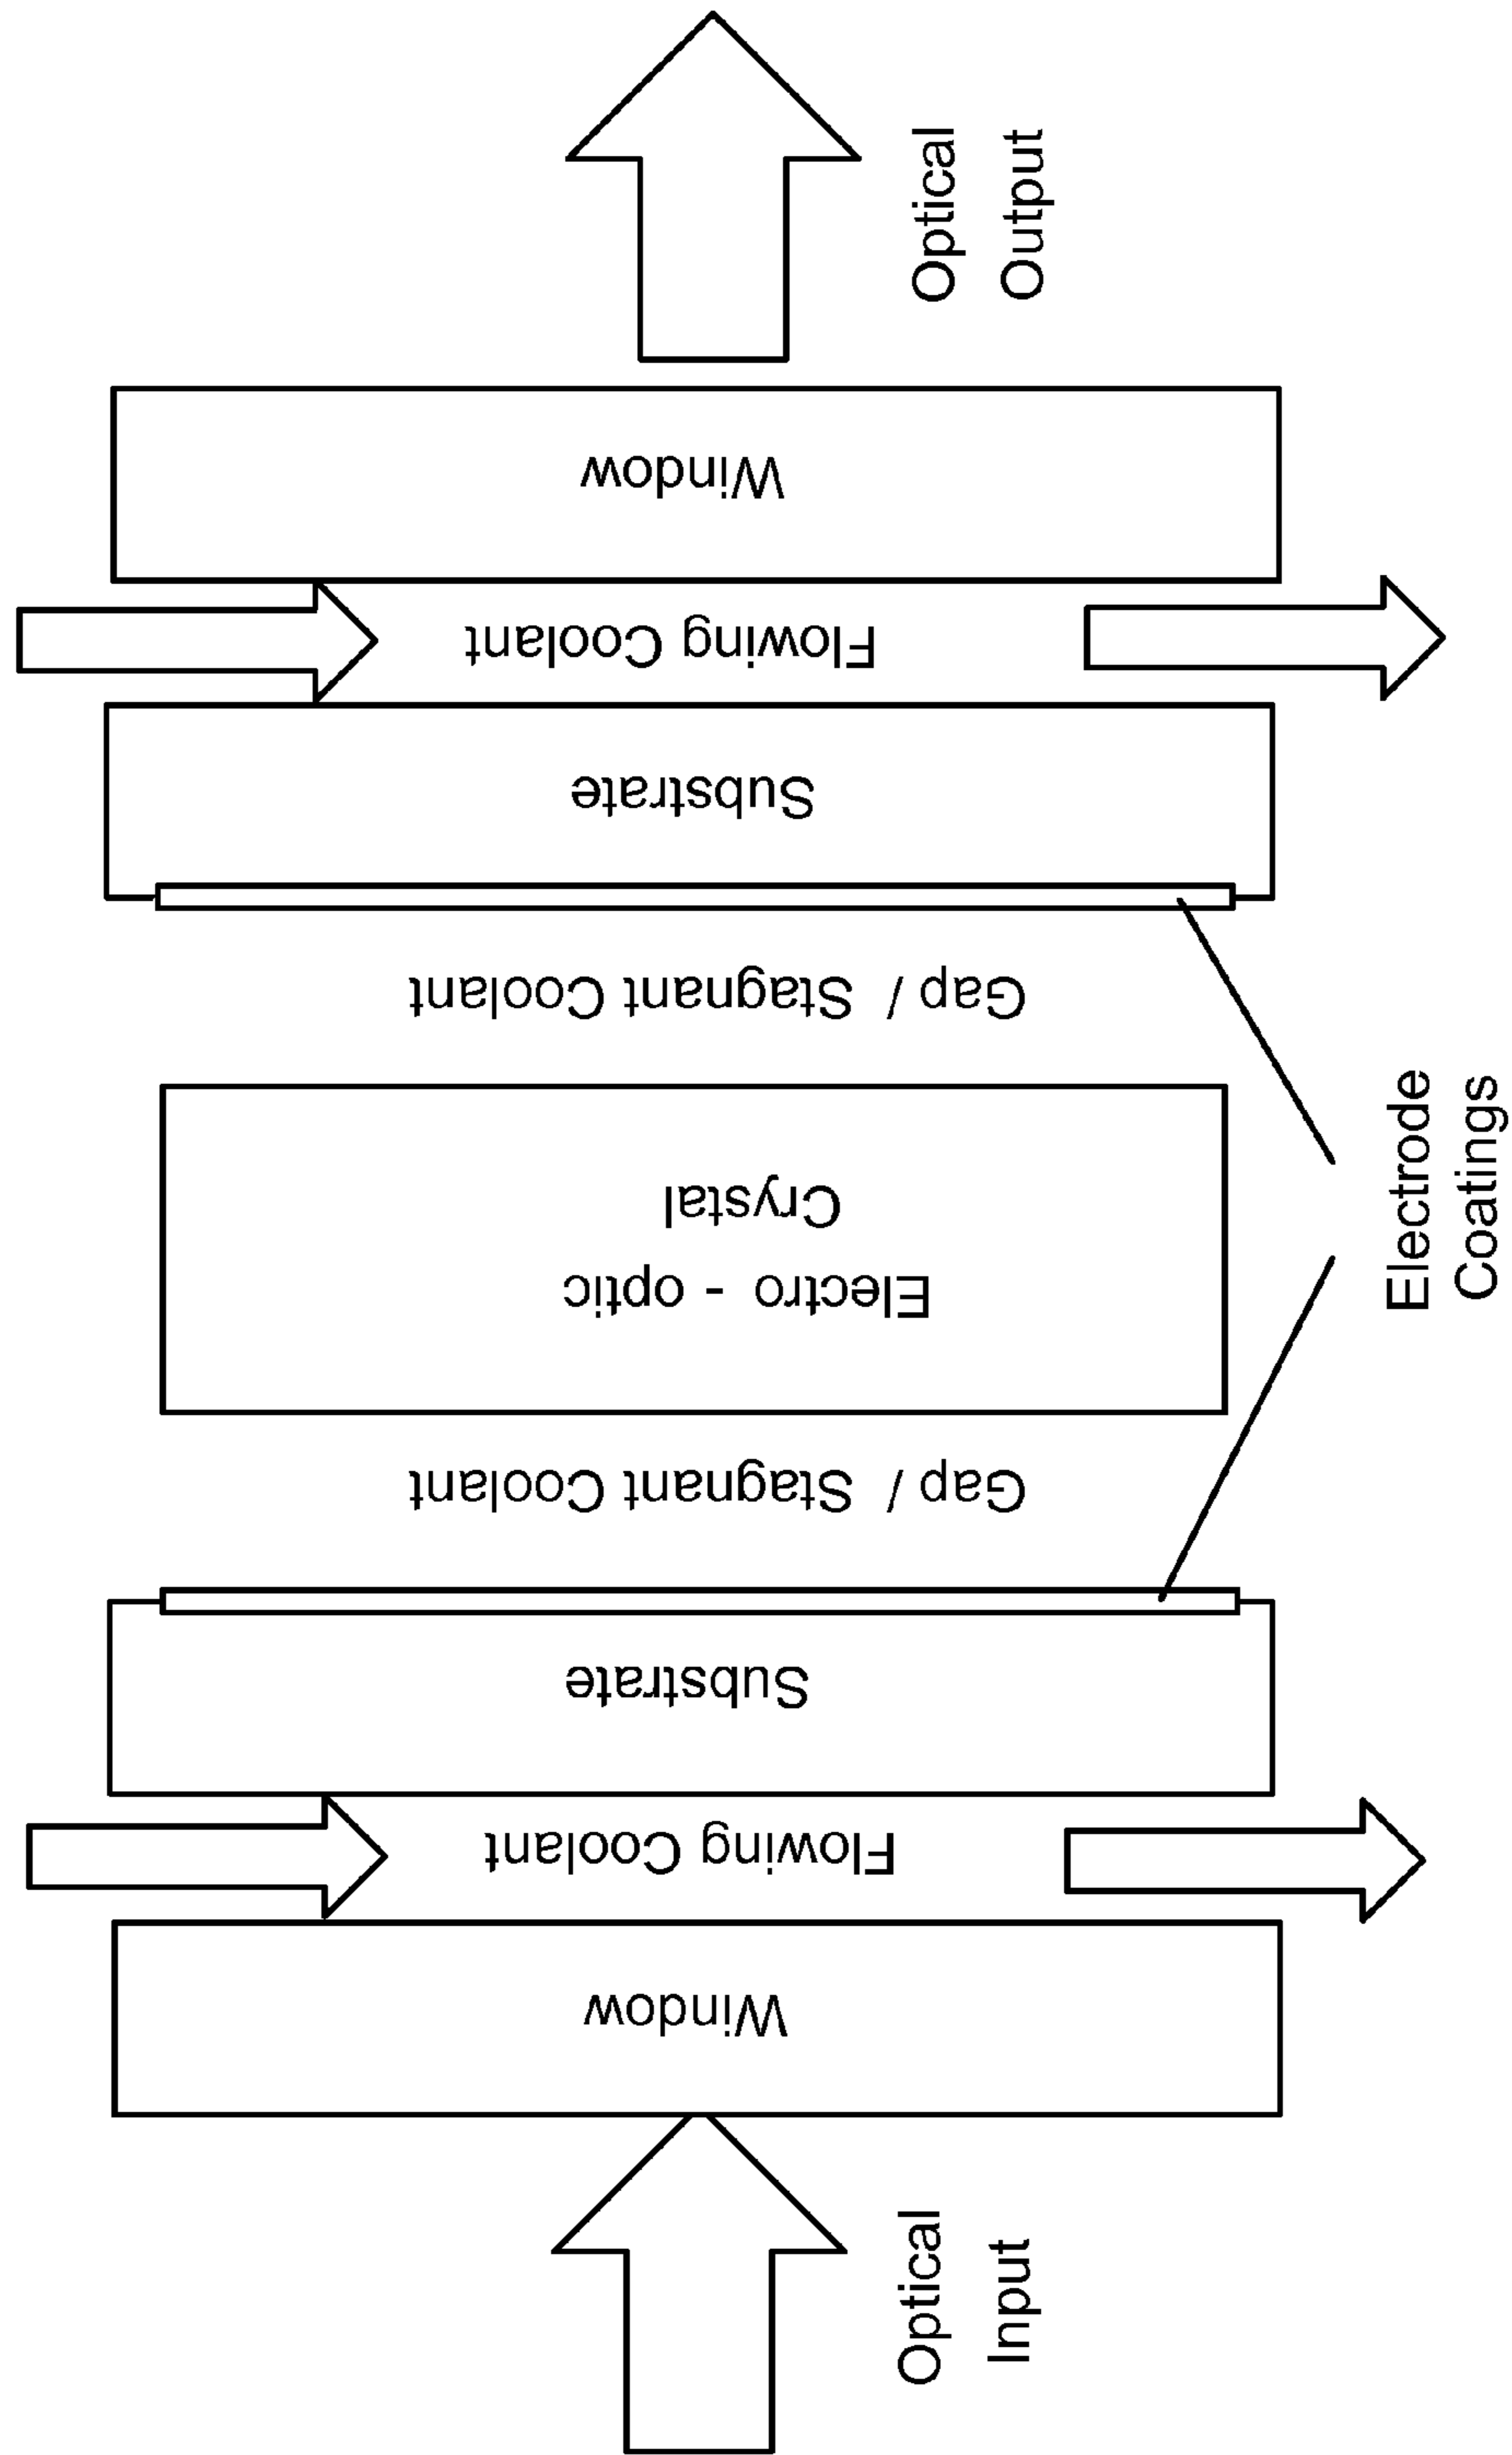 Optical
Input
Window
Flowing Coolant
Substrate
Gap / Stagnant Coolant
Electro - optic
Crystal
Gap / Stagnant Coolant
Substrate
Flowing Coolant
Window
Optical
Output
Electrode
Coatings